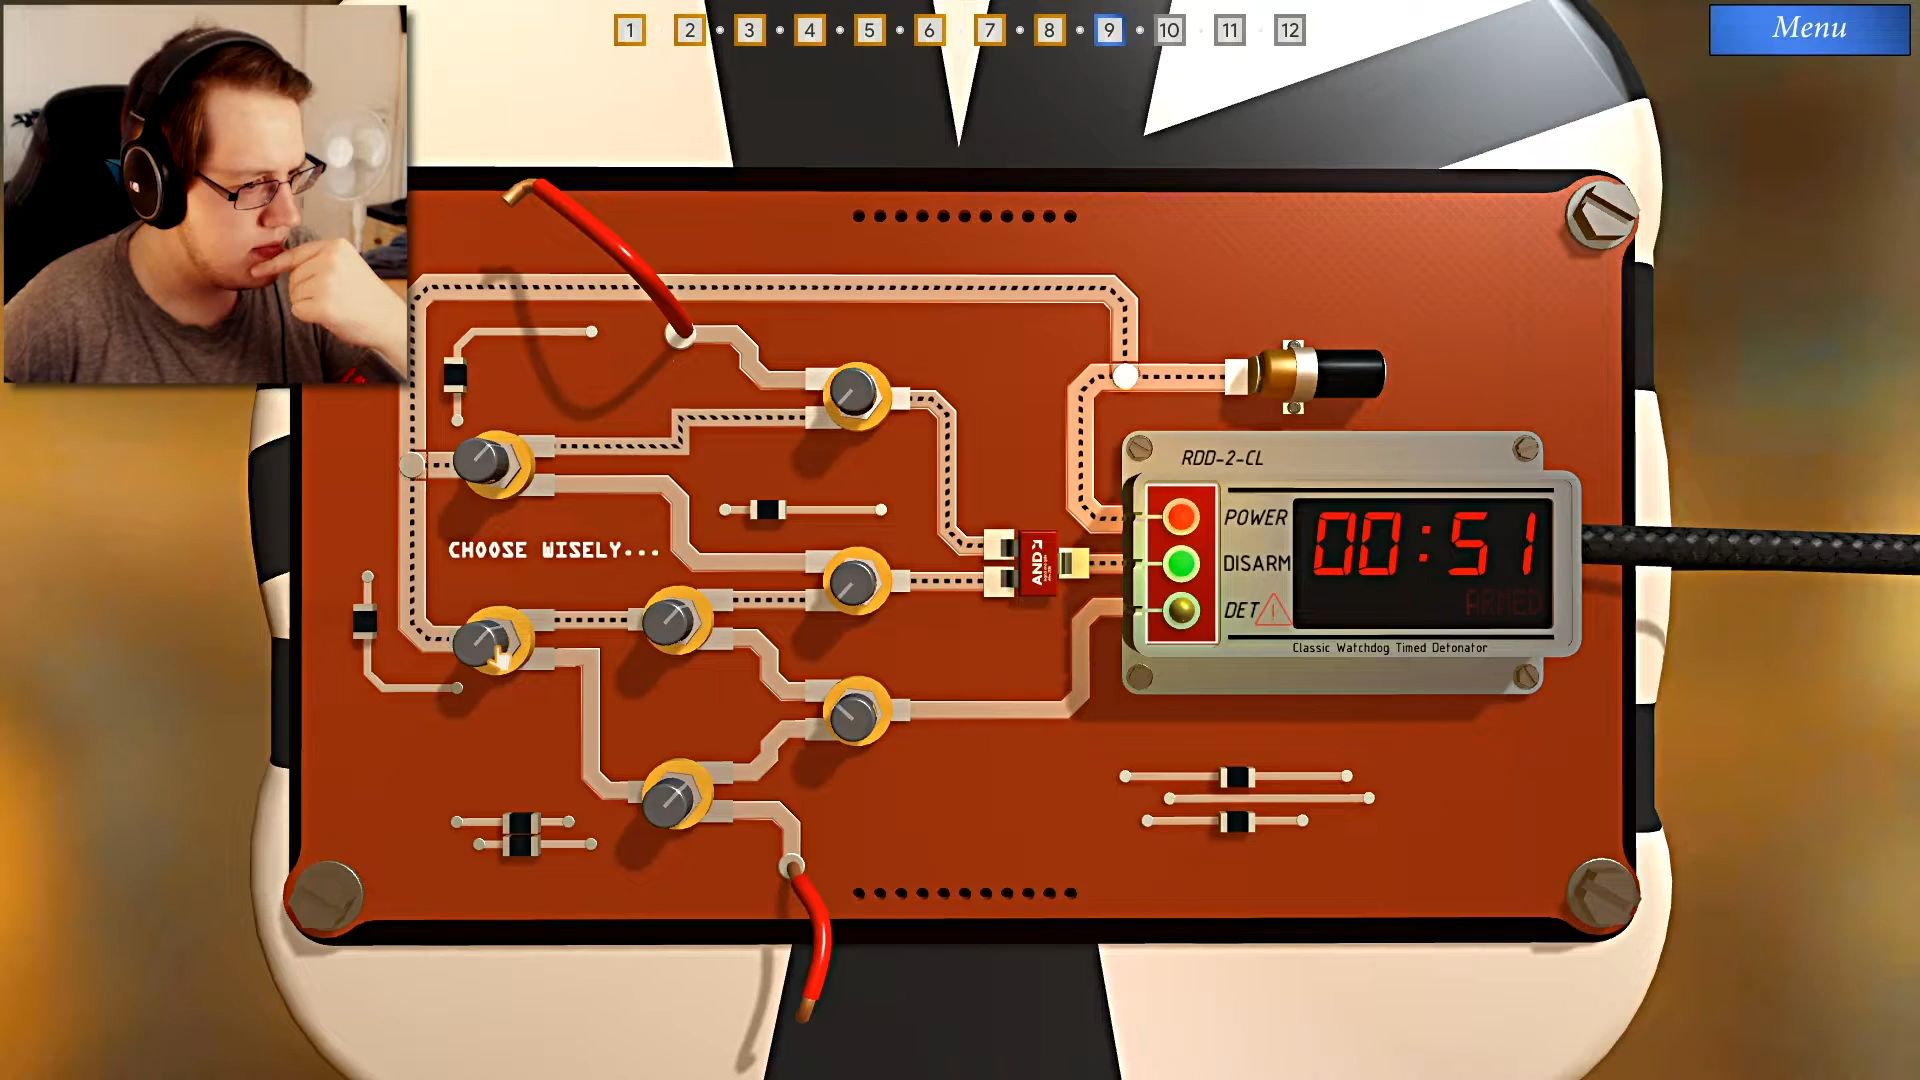 1 2 3 4 5 6 7 8 9 10 11 12
Menu
RDD-2-CL
POWER
00:51
DISARM
ARMED
DET
Classic Watchdog Timed Detonator
CHOOSE WISELY...
AND